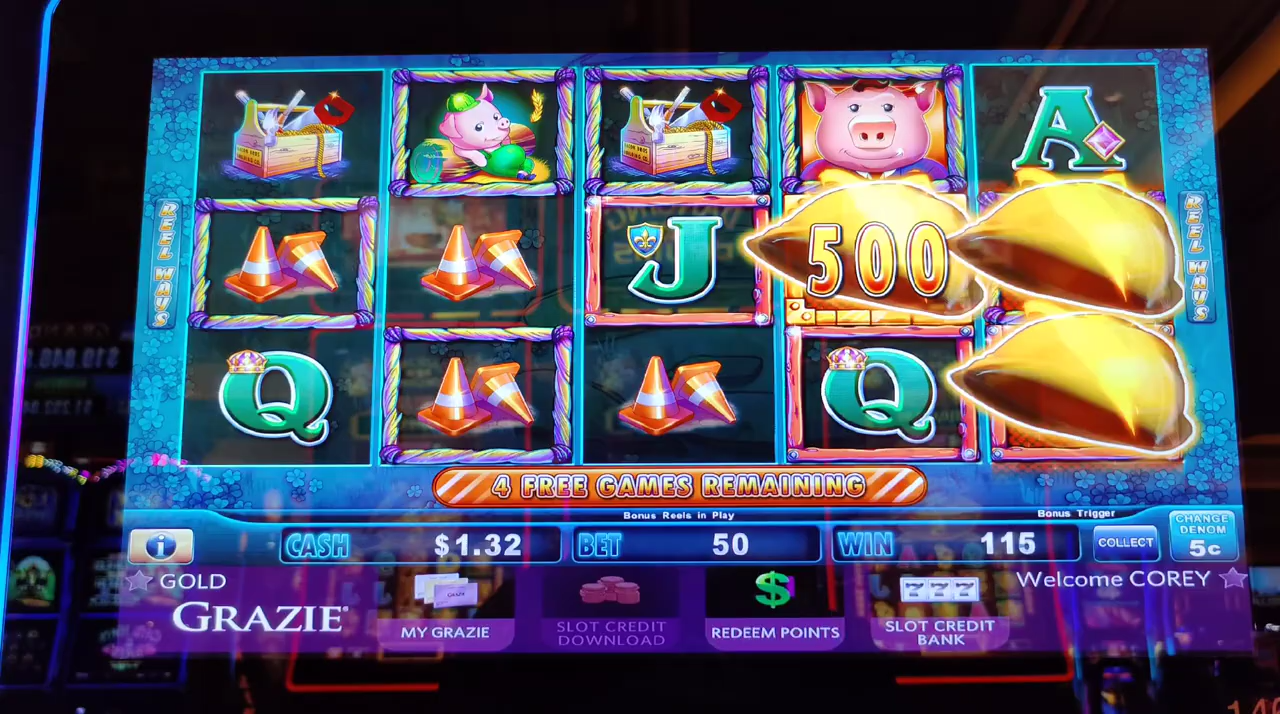 A
REEL WAYS
J
500
REEL WAYS
Q
Q
4 FREE GAMES REMAINING
Bonus Reels in Play
Bonus Trigger
i
CASH $1.32
BET 50
WIN 115
COLLECT
CHANGE
DENOM
5c
GOLD
GRAZIE
MY GRAZIE
GRAZIE
SLOT CREDIT
DOWNLOAD
REDEEM POINTS
$
777
SLOT CREDIT
BANK
Welcome COREY